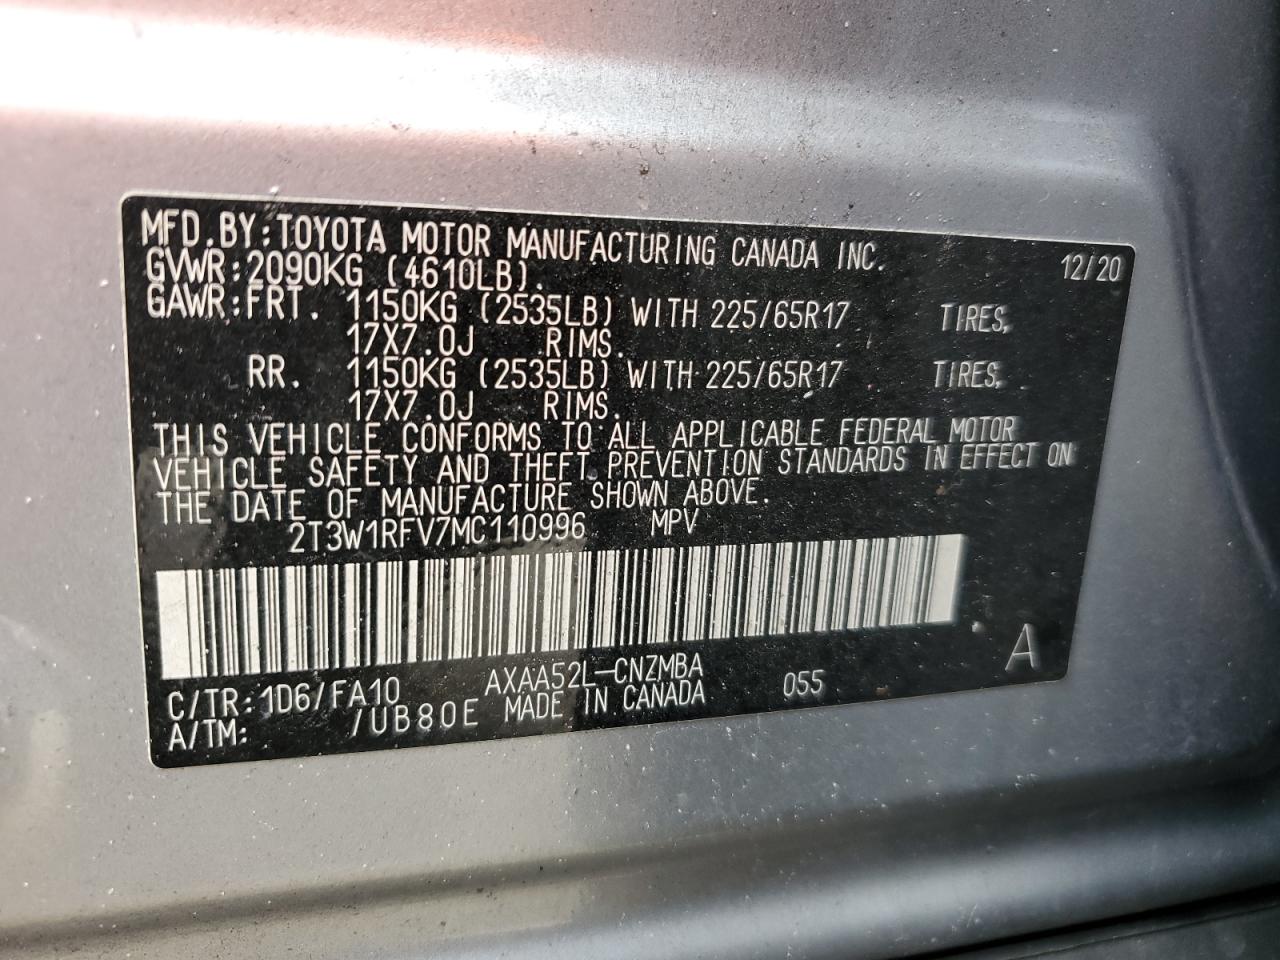 MFD.BY:TOYOTA MOTOR MANUFACTURING CANADA INC. 12/20
GVWR:2090KG (4610LB).
GAWR:FRT. 1150KG (2535LB) WITH 225/65R17 TIRES,
17X7.0J RIMS.
RR. 1150KG (2535LB) WITH 225/65R17 TIRES,
17X7.0J RIMS.
THIS VEHICLE CONFORMS TO ALL APPLICABLE FEDERAL MOTOR
VEHICLE SAFETY AND THEFT PREVENTION STANDARDS IN EFFECT ON
THE DATE OF MANUFACTURE SHOWN ABOVE.
2T3W1RFV7MC110996 MPV
C/TR:1D6/FA10 AXAA52L-CNZMBA 055 A
A/TM: /UB80E MADE IN CANADA